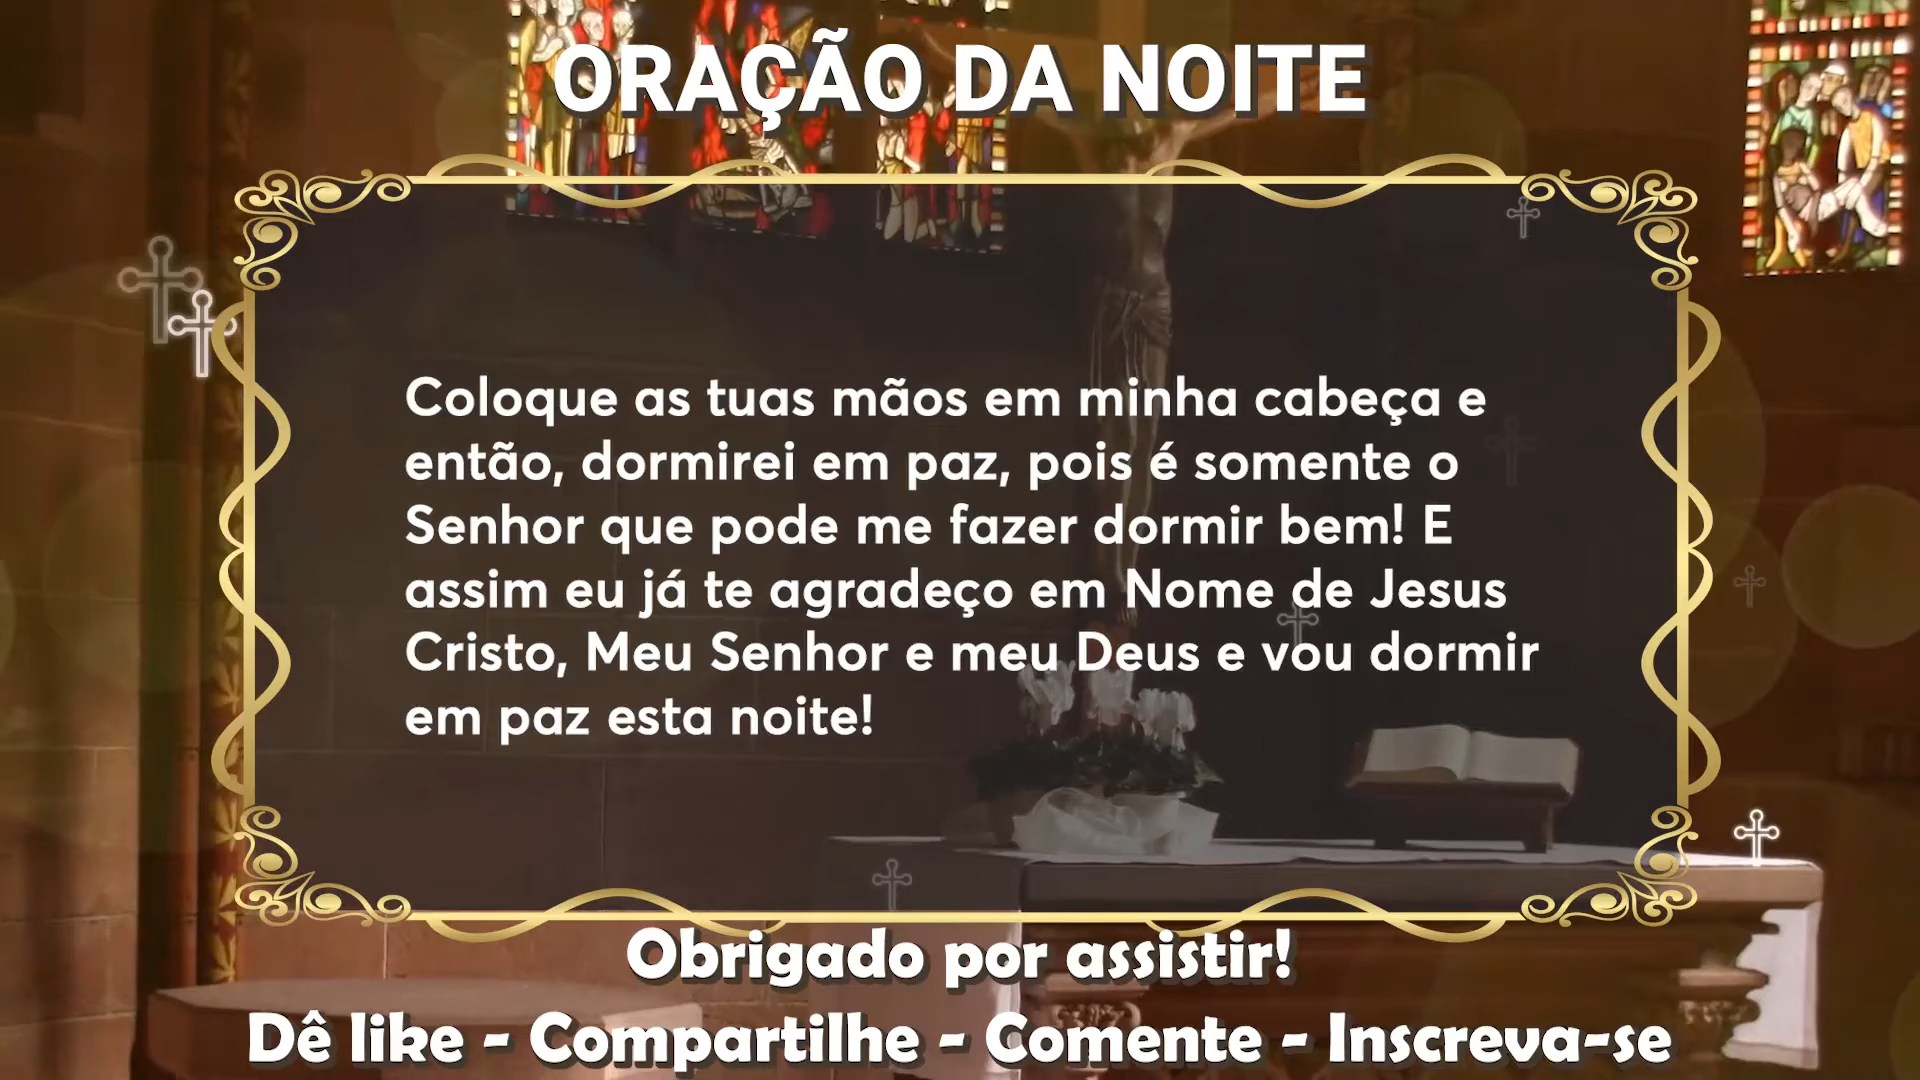 ORAÇÃO DA NOITE
Coloque as tuas mãos em minha cabeça e
então, dormirei em paz, pois é somente o
Senhor que pode me fazer dormir bem! E
assim eu já te agradeço em Nome de Jesus
Cristo, Meu Senhor e meu Deus e vou dormir
em paz esta noite!
Obrigado por assistir!
Dê like - Compartilhe - Comente - Inscreva-se